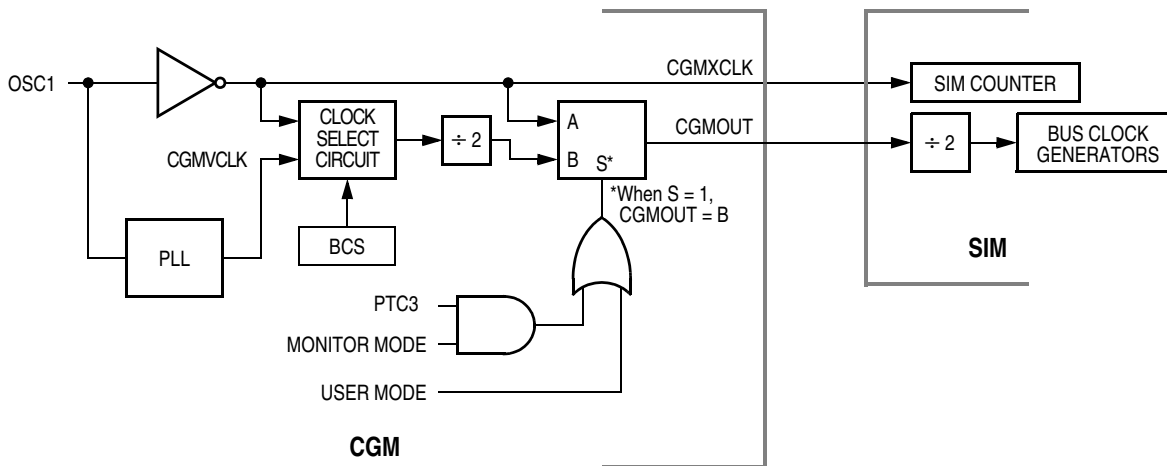 OSC1
CGMXCLK
SIM COUNTER
CLOCK
SELECT
CIRCUIT
÷ 2
A
B
S*
CGMOUT
÷ 2
BUS CLOCK
GENERATORS
CGMVCLK
*When S = 1,
CGMOUT = B
BCS
PLL
SIM
PTC3
MONITOR MODE
USER MODE
CGM